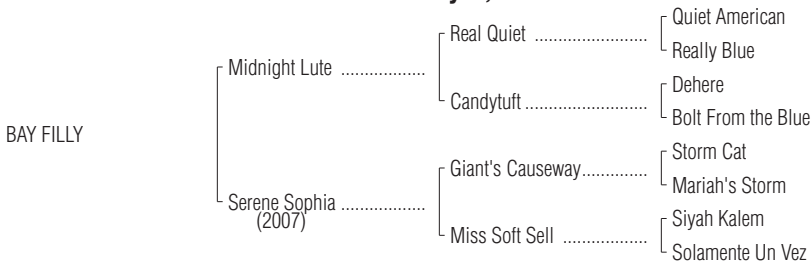 Quiet American
Real Quiet ........................
Really Blue
Midnight Lute ..................
Dehere
Candytuft ..........................
Bolt From the Blue
BAY FILLY
Storm Cat
Giant's Causeway..............
Mariah's Storm
Serene Sophia ..................
(2007)
Siyah Kalem
Miss Soft Sell ..................
Solamente Un Vez